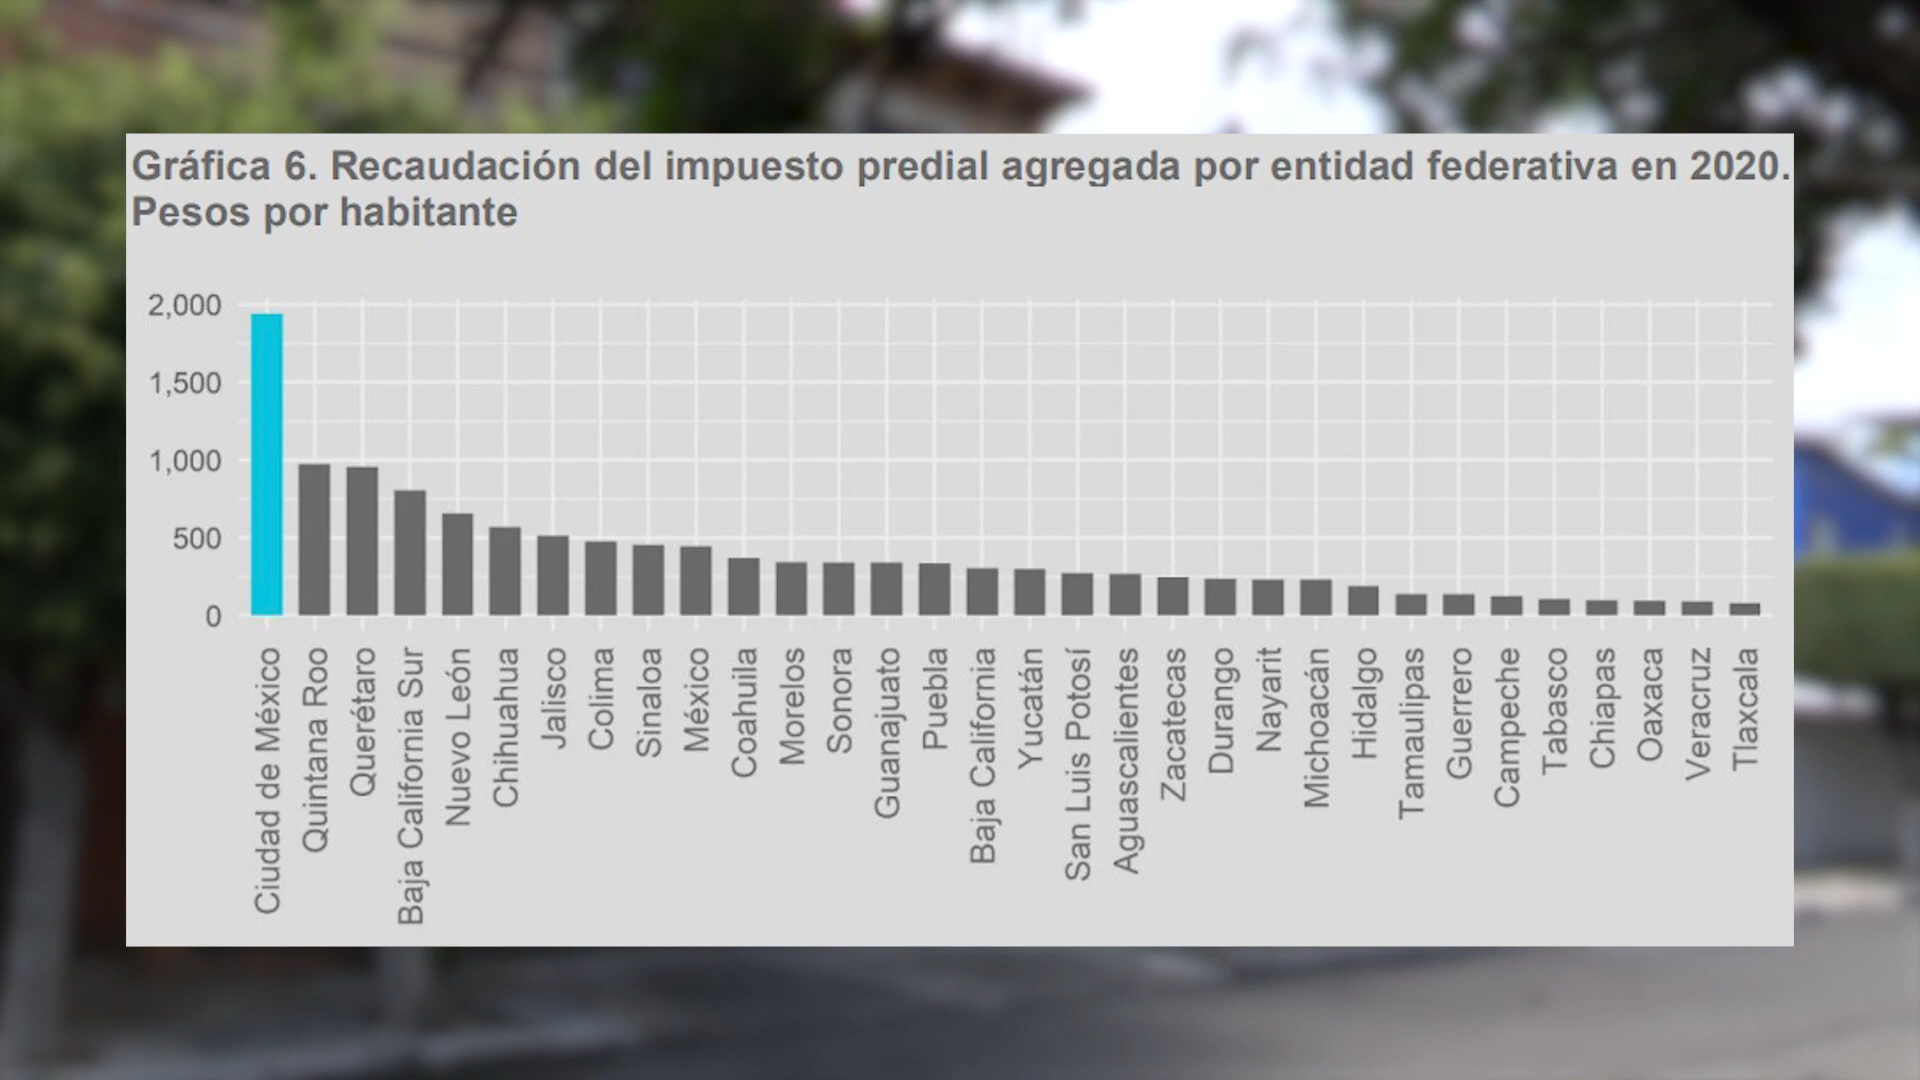 Gráfica 6. Recaudación del impuesto predial agregada por entidad federativa en 2020.
Pesos por habitante
2,000
1,500
1,000
500
0
Ciudad de México
Quintana Roo
Querétaro
Baja California Sur
Nuevo León
Chihuahua
Jalisco
Colima
Sinaloa
México
Coahuila
Morelos
Sonora
Guanajuato
Puebla
Baja California
Yucatán
San Luis Potosí
Aguascalientes
Zacatecas
Durango
Nayarit
Michoacán
Hidalgo
Tamaulipas
Guerrero
Campeche
Tabasco
Chiapas
Oaxaca
Veracruz
Tlaxcala